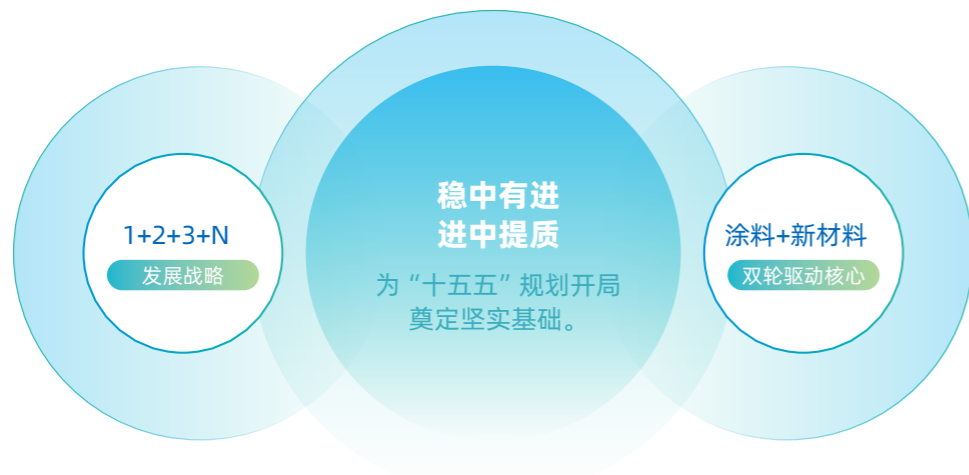 1+2+3+N
发展战略
稳中有进
进中提质
为“十五五”规划开局
奠定坚实基础。
涂料+新材料
双轮驱动核心